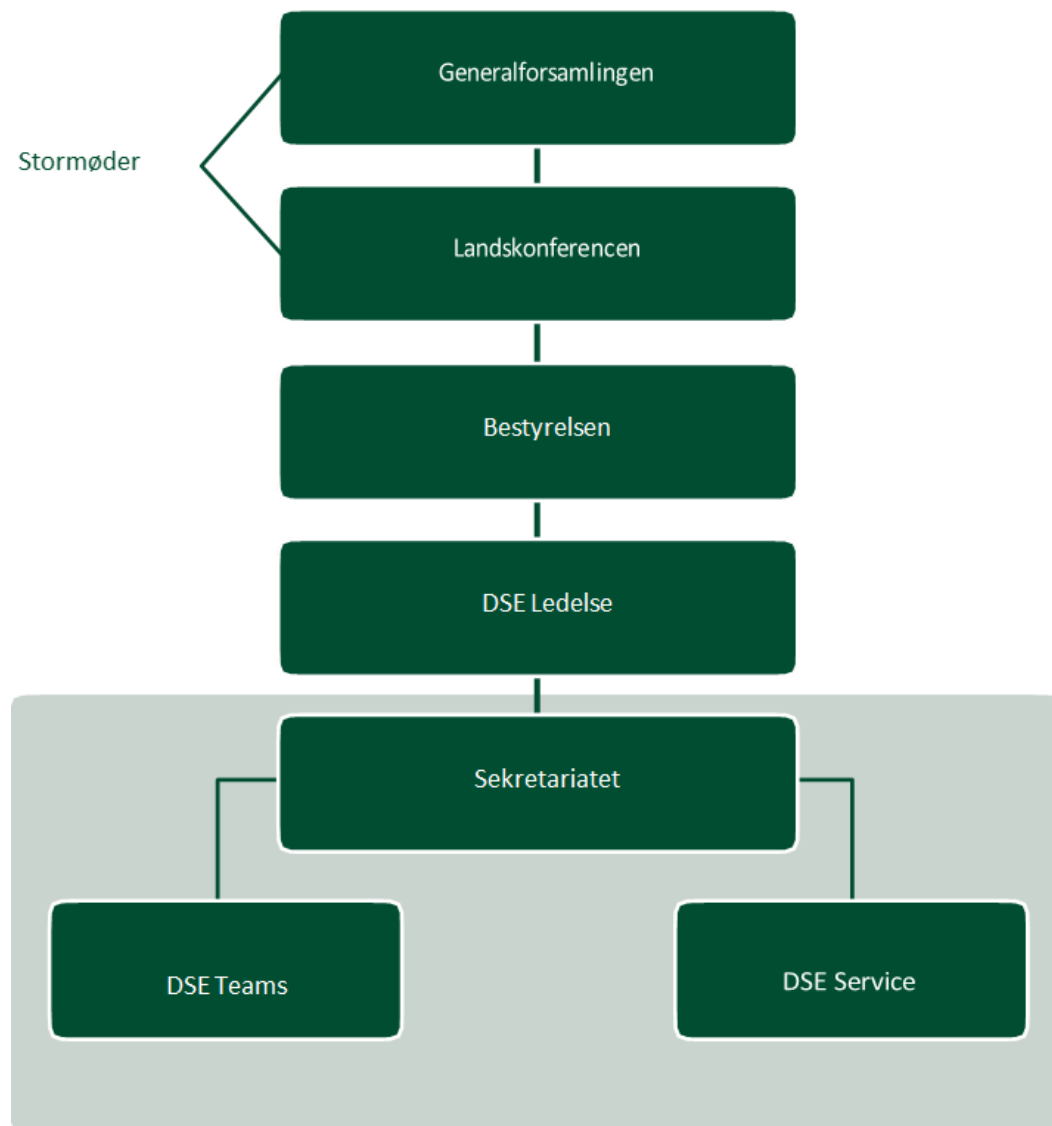 Generalforsamlingen
Stormøder
Landskonferencen
Bestyrelsen
DSE Ledelse
Sekretariatet
DSE Teams
DSE Service